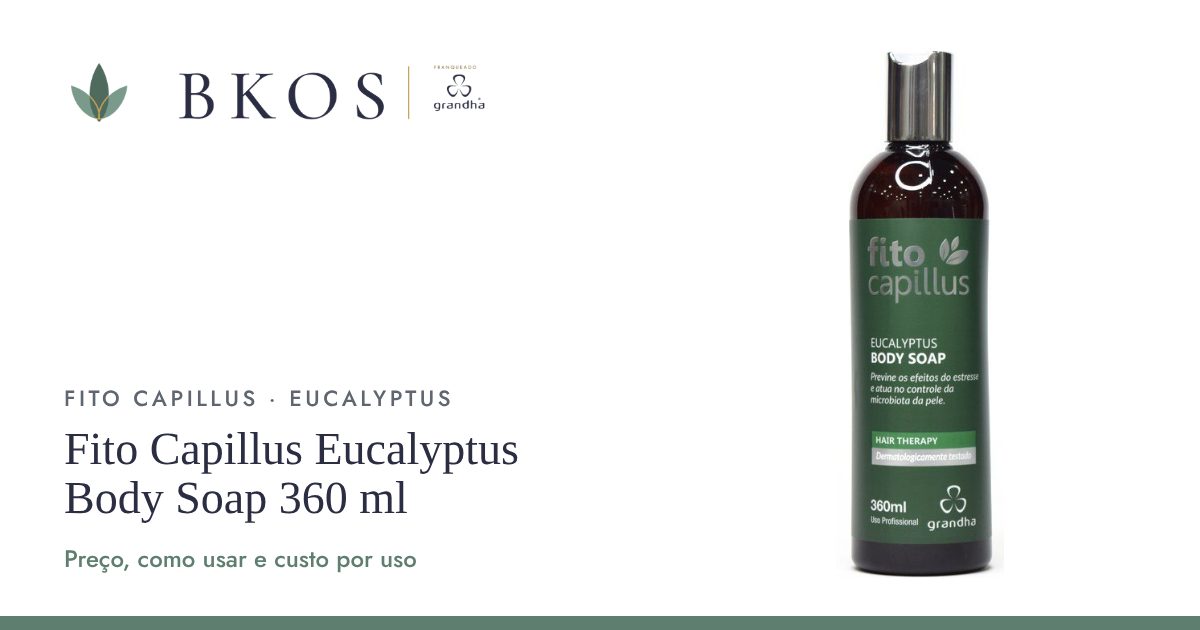 BKOS
FRANQUEADO
grandha
FITO CAPILLUS · EUCALYPTUS
Fito Capillus Eucalyptus
Body Soap 360 ml
Preço, como usar e custo por uso
fito
capillus
EUCALYPTUS
BODY SOAP
Previne os efeitos do estresse
e atua no controle da
microbiota da pele.
HAIR THERAPY
Dermatologicamente testado
360ml
Uso Profissional
grandha